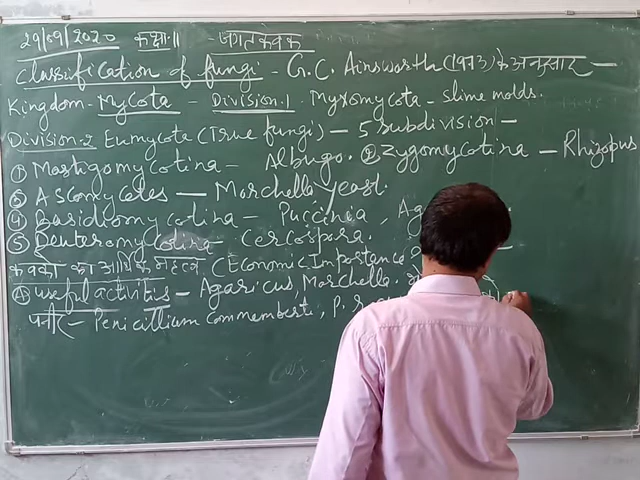 29/09/2020 कक्षा.॥ - जगत कवक
Classification of fungi - G.C. Ainsworth (1973) के अनुसार -
Kingdom - Mycota - Division.1 Myxomycota - slime molds.
Division-2 Eumycota (True fungi) - 5 subdivision -
① Mastigomycotina - Albugo. ② Zygomycotina - Rhizopus
③ Ascomycetes - Morchella yeast.
④ Basidiomycotina - Puccinia, Ag
⑤ Deuteromycotina - Cercospora.
कवकों का आर्थिक महत्व (Economic Importance
(A) useful activities - Agaricus, Morchella.
पनीर - Penicillium commemberti, P. r